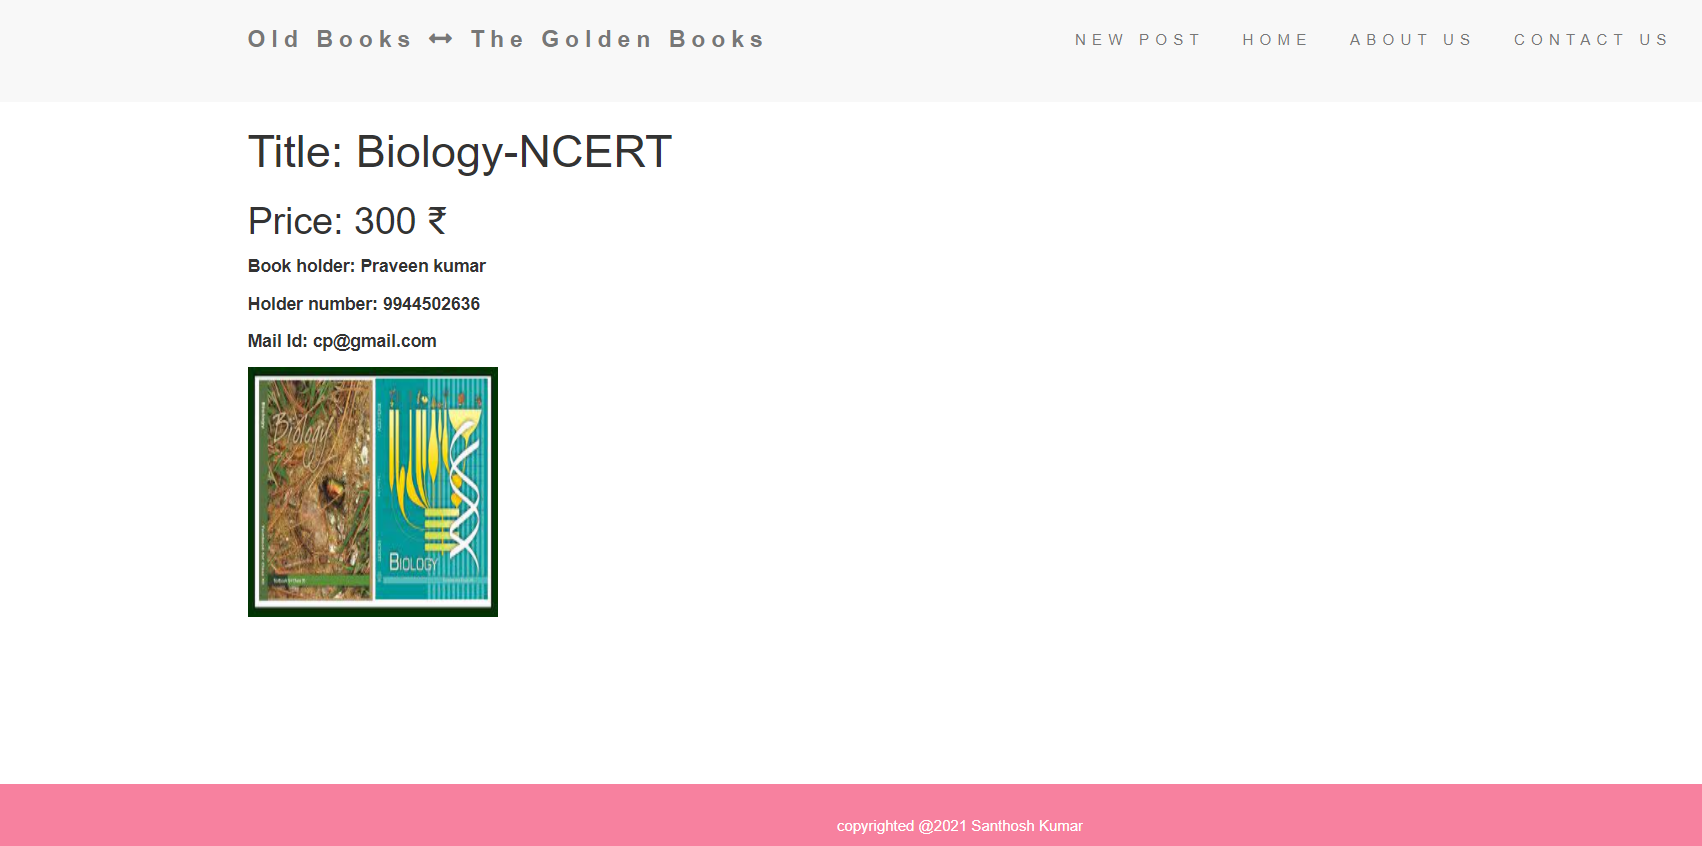 Old Books ↔ The Golden Books
NEW POST HOME ABOUT US CONTACT US
Title: Biology-NCERT
Price: 300 ₹
Book holder: Praveen kumar
Holder number: 9944502636
Mail Id: cp@gmail.com
Biology
BIOLOGY
copyrighted @2021 Santhosh Kumar